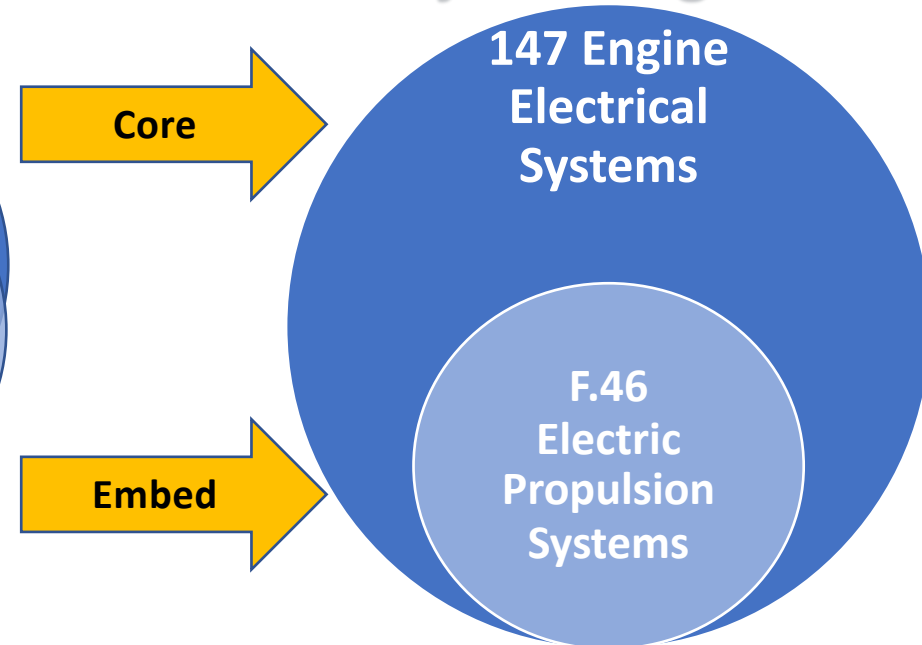 147 Engine
Electrical
Systems
Core
F.46
Electric
Propulsion
Systems
Embed